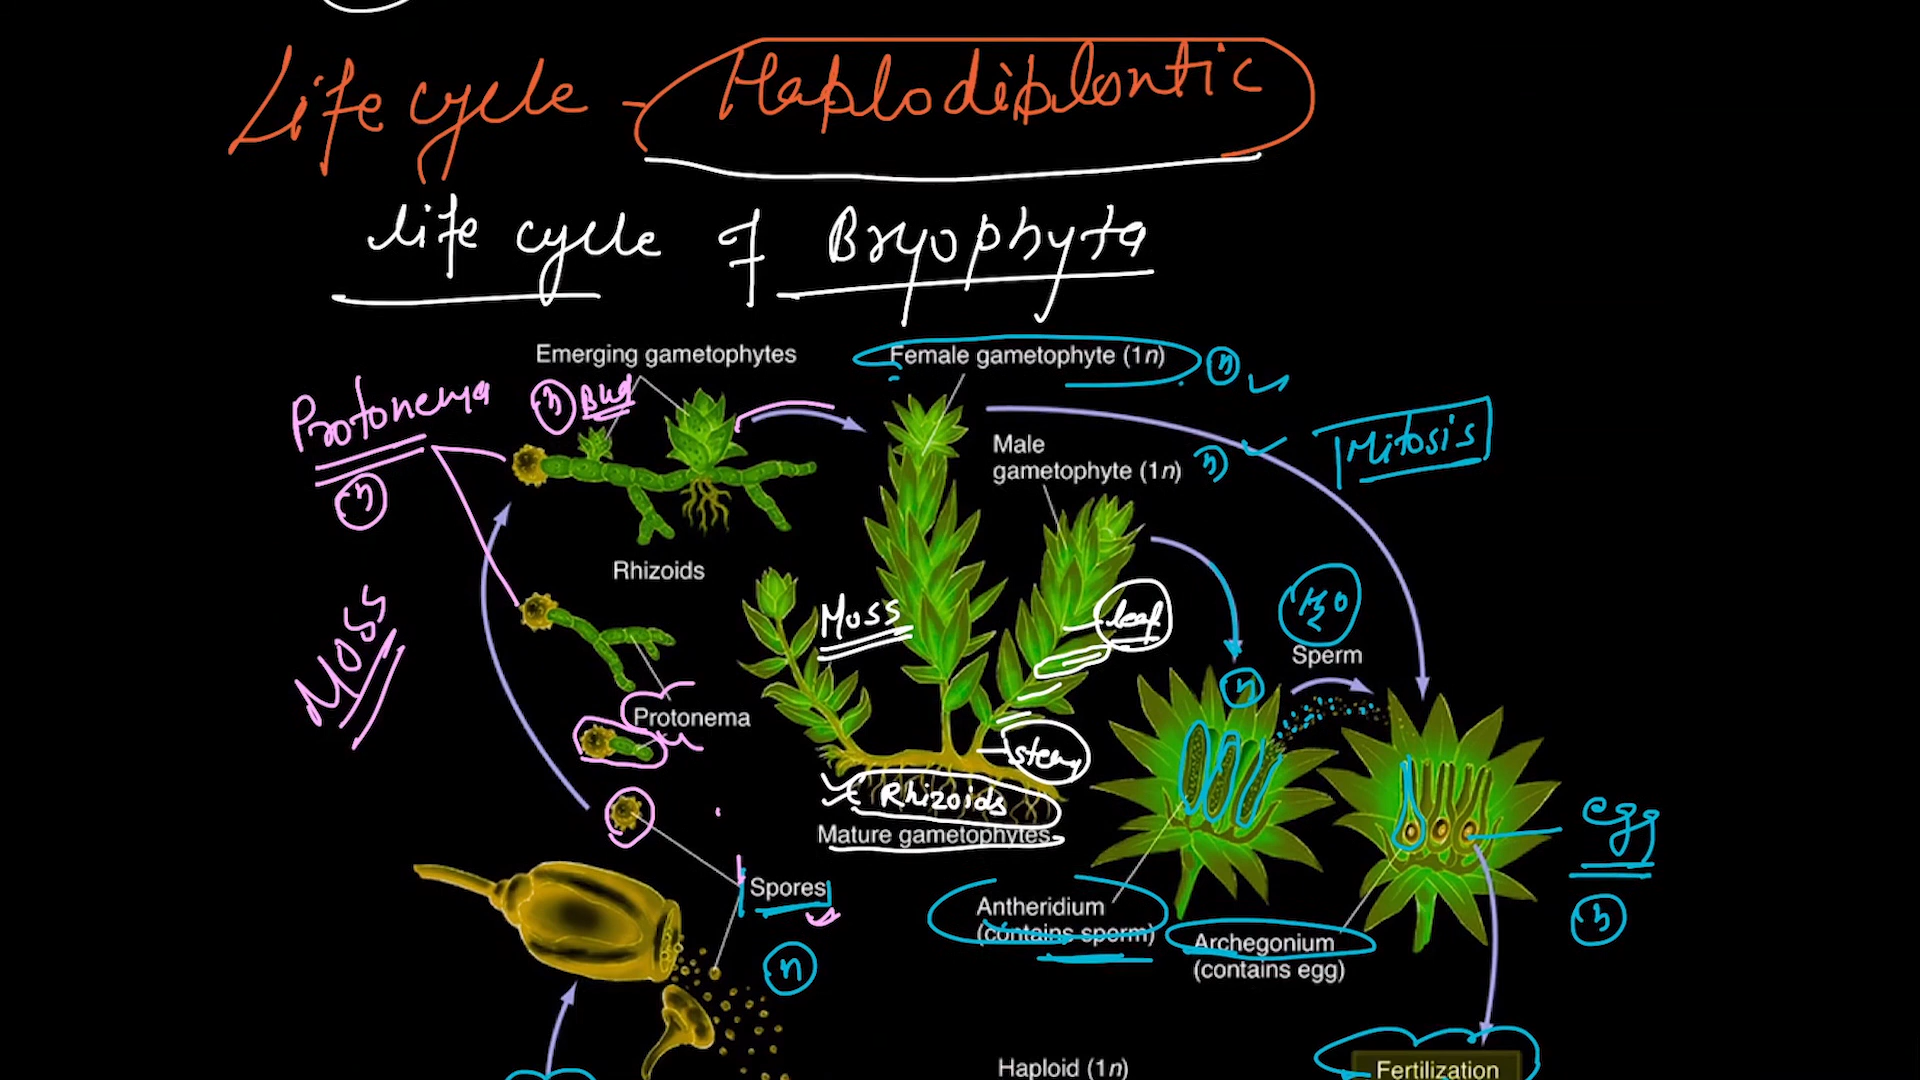 Life cycle - Haplodiplontic
life cycle of Bryophyta
Emerging gametophytes
Female gametophyte (1n)
n
Protonema
n
Bud
n
Male
gametophyte (1n)
n
Mitosis
Rhizoids
Moss
Moss
leaf
H2O
Sperm
n
Protonema
stem
Rhizoids
Mature gametophytes
egg
n
Spores
n
Antheridium
(contains sperm)
Archegonium
(contains egg)
Haploid (1n)
Fertilization